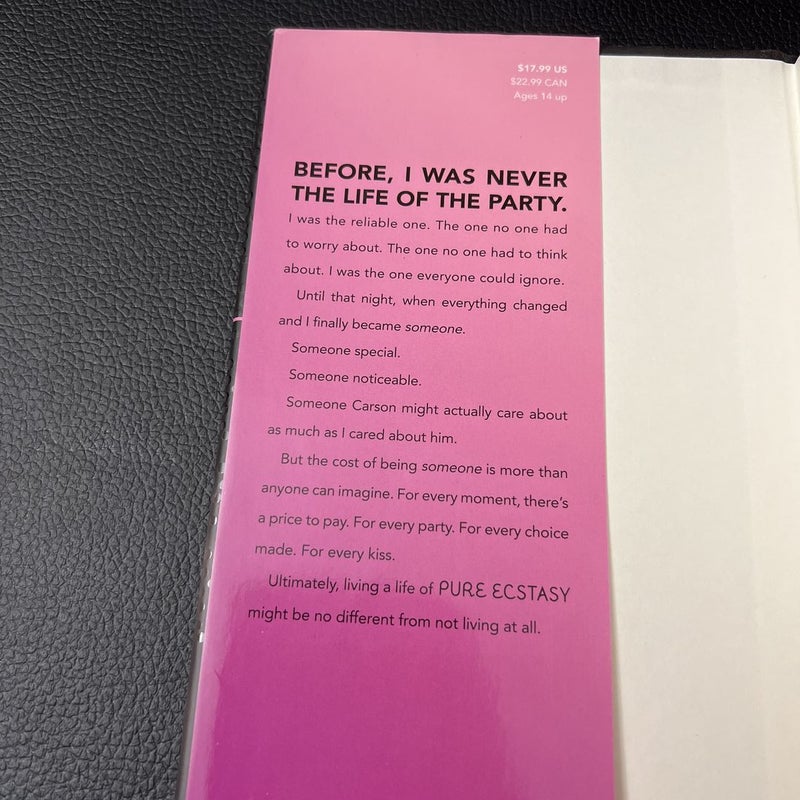 $17.99 US
$22.99 CAN
Ages 14 up
BEFORE, I WAS NEVER
THE LIFE OF THE PARTY.
I was the reliable one. The one no one had
to worry about. The one no one had to think
about. I was the one everyone could ignore.
Until that night, when everything changed
and I finally became someone.
Someone special.
Someone noticeable.
Someone Carson might actually care about
as much as I cared about him.
But the cost of being someone is more than
anyone can imagine. For every moment, there's
a price to pay. For every party. For every choice
made. For every kiss.
Ultimately, living a life of PURE ECSTASY
might be no different from not living at all.